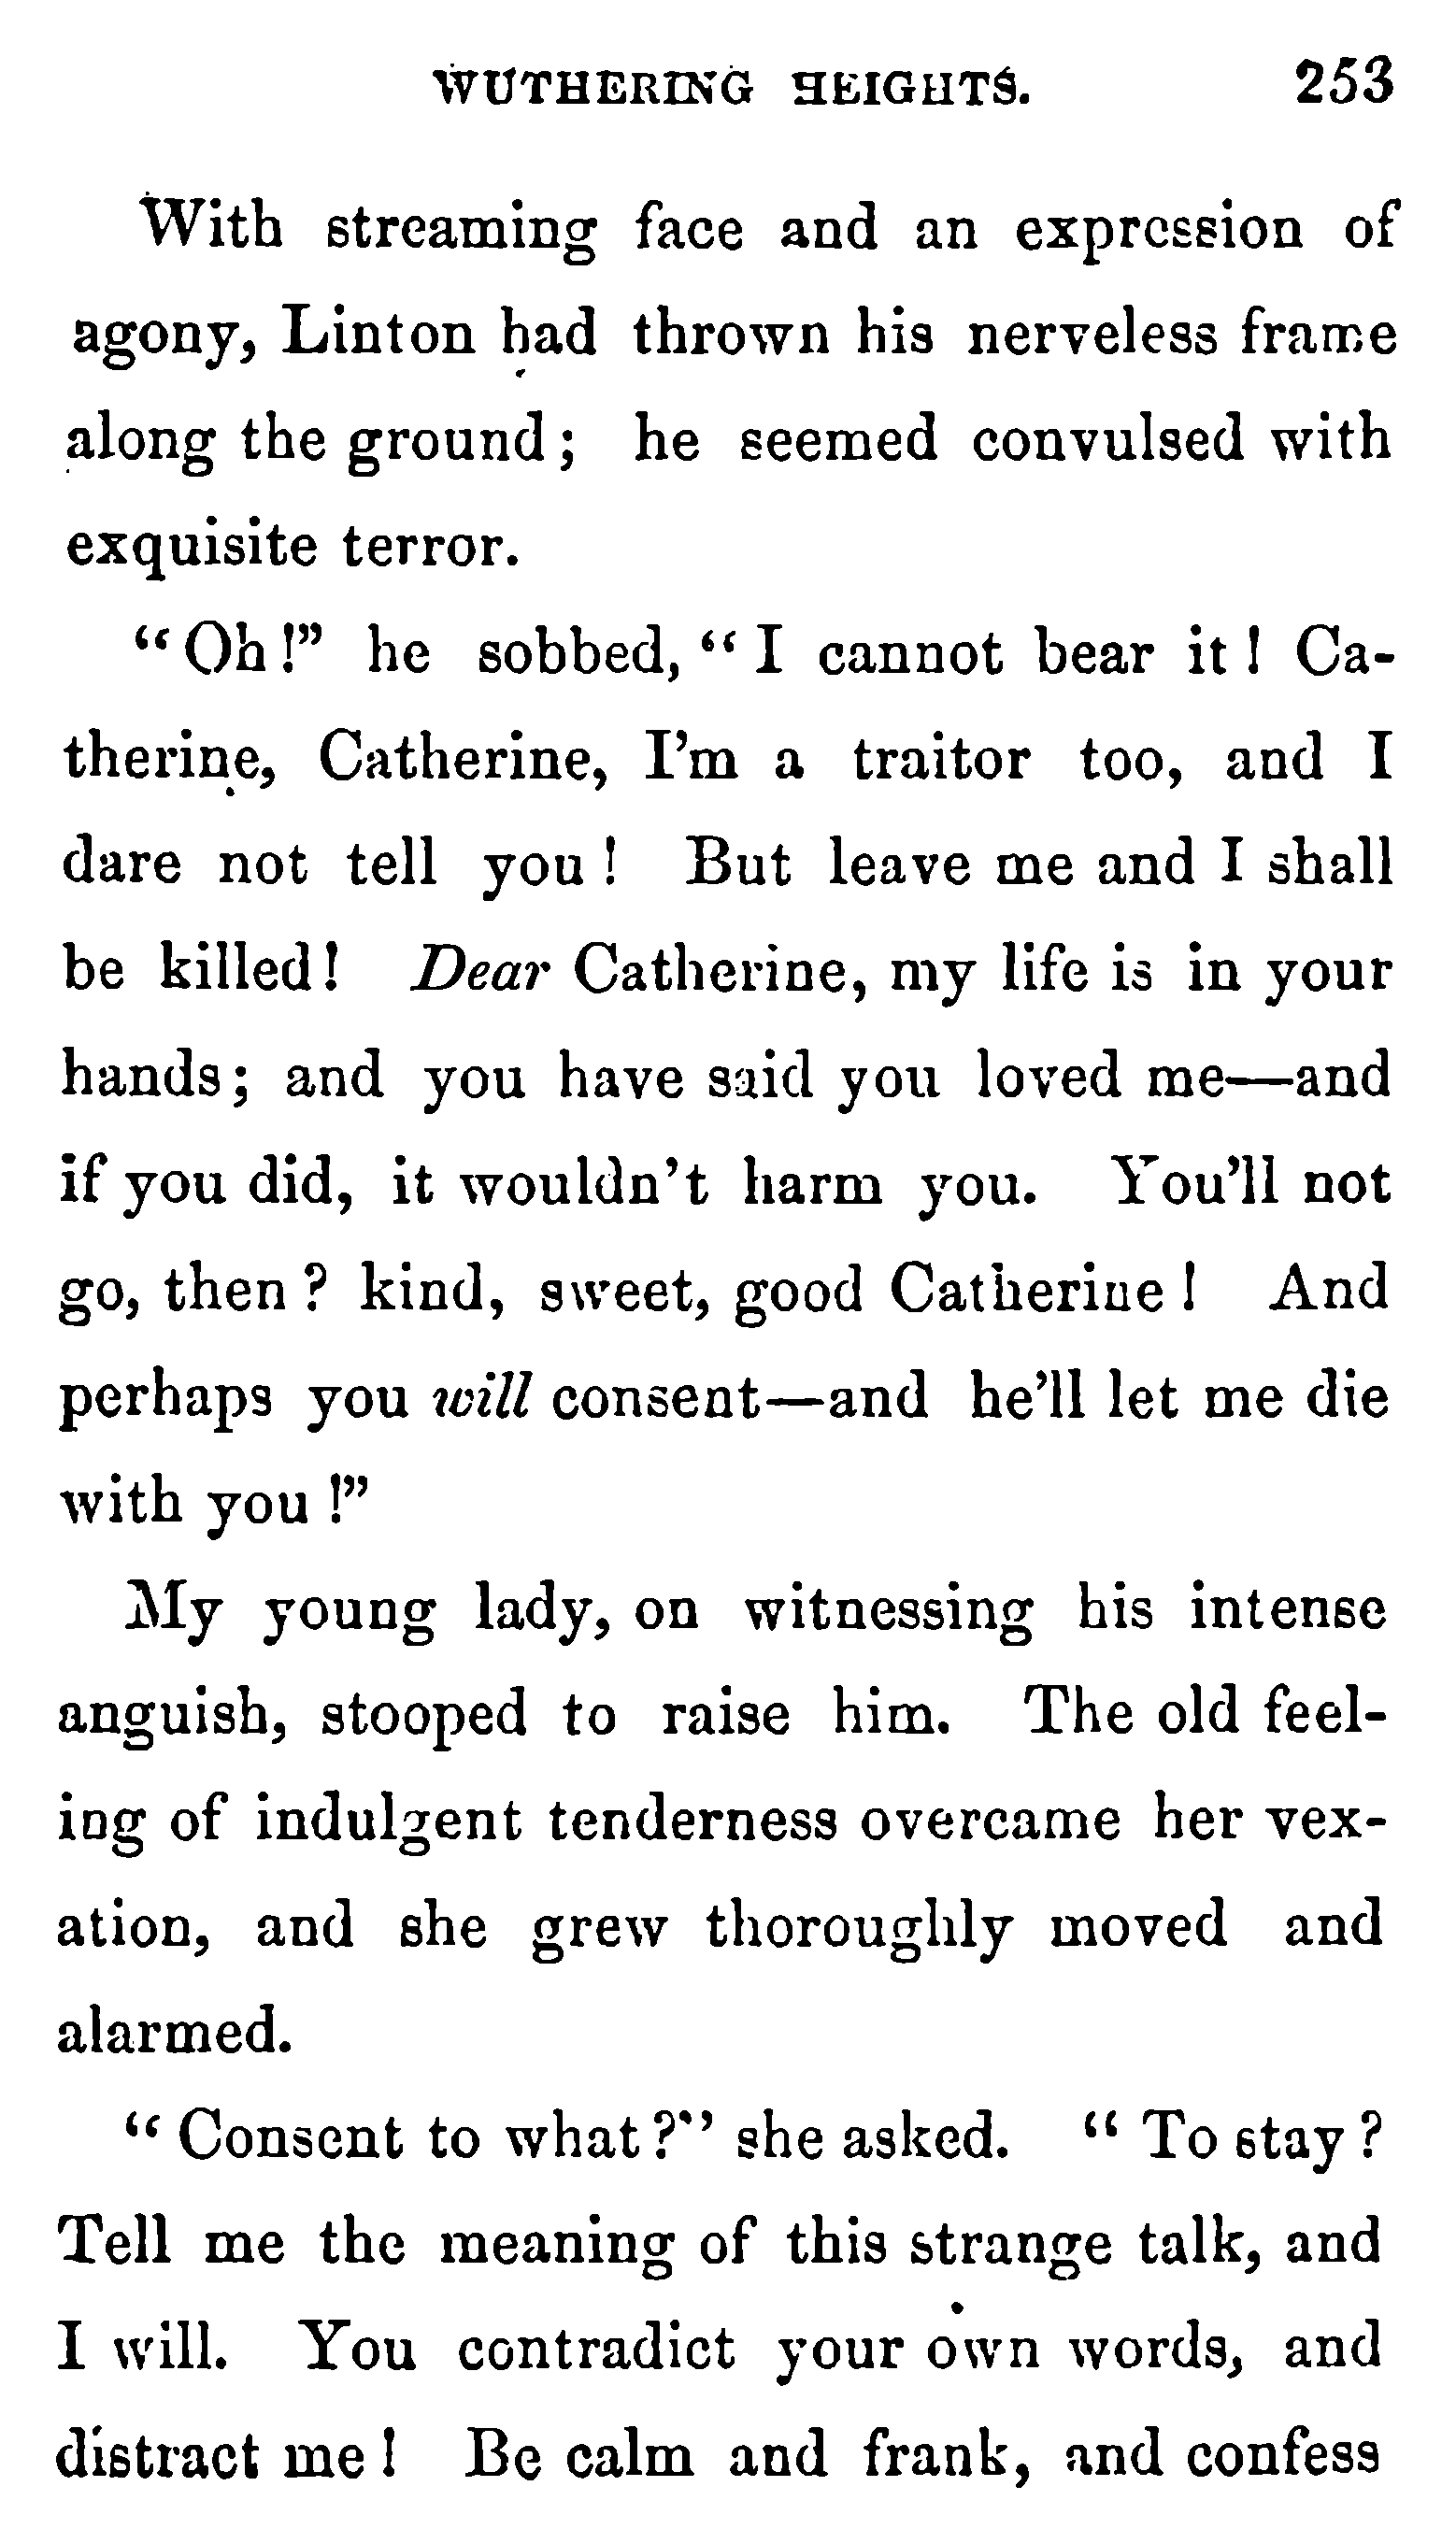 WUTHERING HEIGHTS. 253
With streaming face and an expression of
agony, Linton had thrown his nerveless frame
along the ground; he seemed convulsed with
exquisite terror.
"Oh!" he sobbed, "I cannot bear it! Ca-
therine, Catherine, I'm a traitor too, and I
dare not tell you! But leave me and I shall
be killed! Dear Catherine, my life is in your
hands; and you have said you loved me—and
if you did, it wouldn't harm you. You'll not
go, then? kind, sweet, good Catherine! And
perhaps you will consent—and he'll let me die
with you!"
My young lady, on witnessing his intense
anguish, stooped to raise him. The old feel-
ing of indulgent tenderness overcame her vex-
ation, and she grew thoroughly moved and
alarmed.
"Consent to what?" she asked. "To stay?
Tell me the meaning of this strange talk, and
I will. You contradict your own words, and
distract me! Be calm and frank, and confess